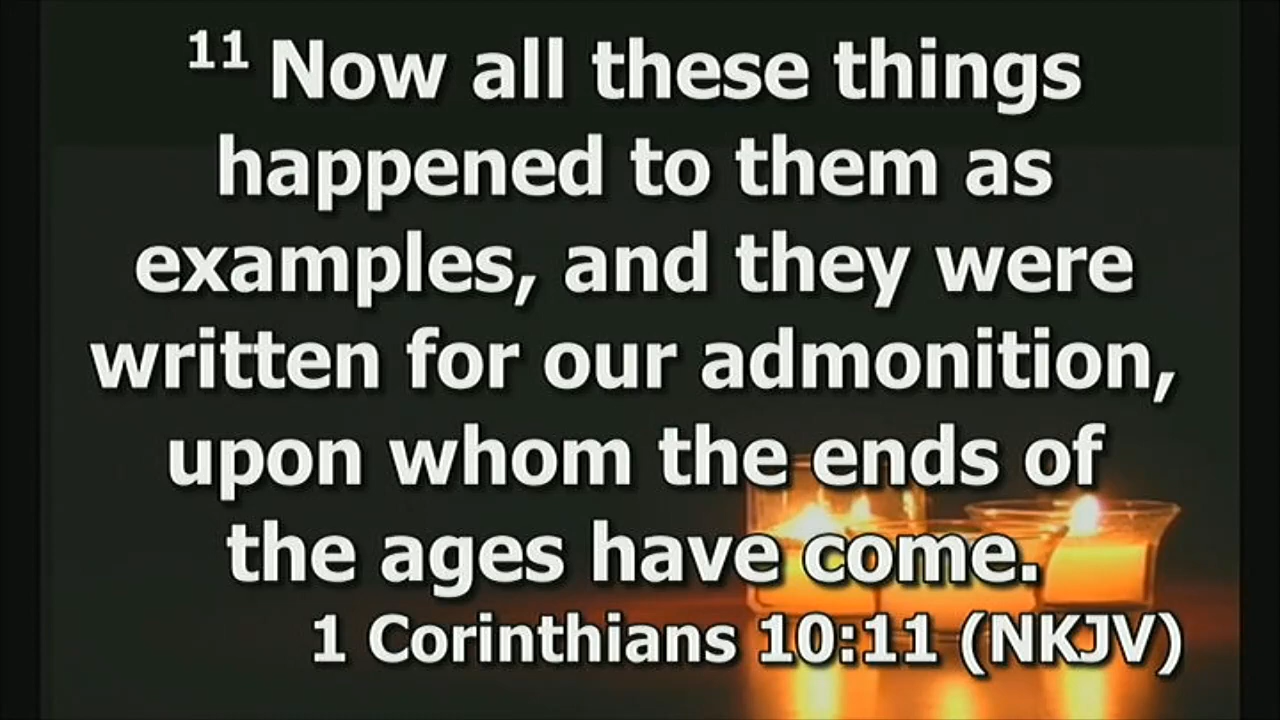 11 Now all these things
happened to them as
examples, and they were
written for our admonition,
upon whom the ends of
the ages have come.
1 Corinthians 10:11 (NKJV)